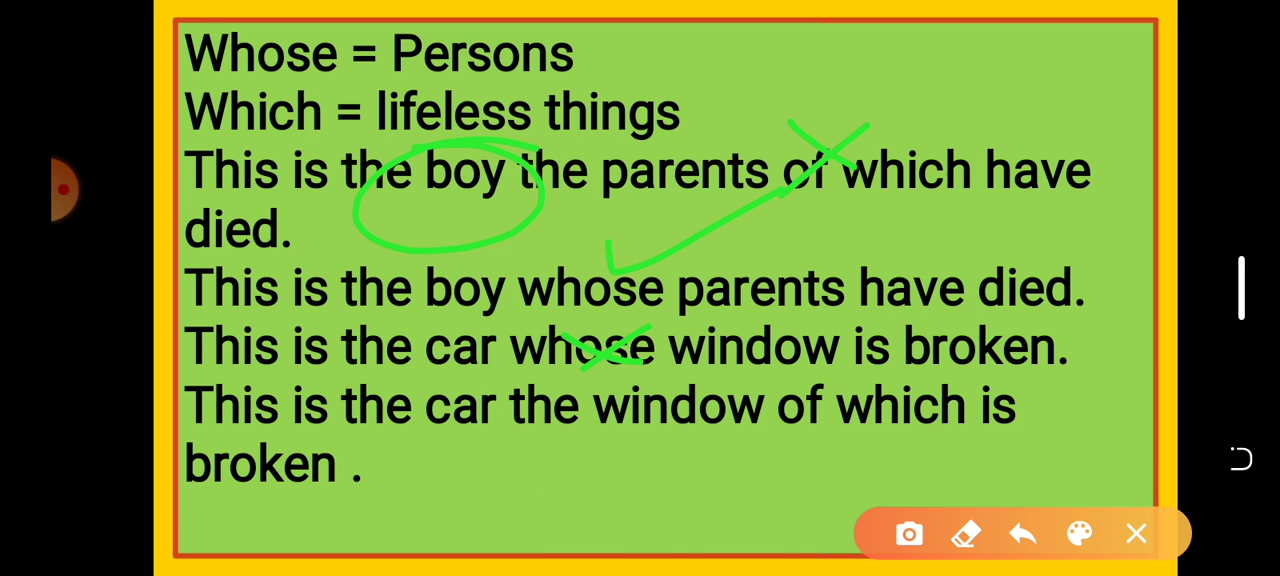 Whose = Persons
Which = lifeless things
This is the boy the parents of which have
died.
This is the boy whose parents have died.
This is the car whose window is broken.
This is the car the window of which is
broken .